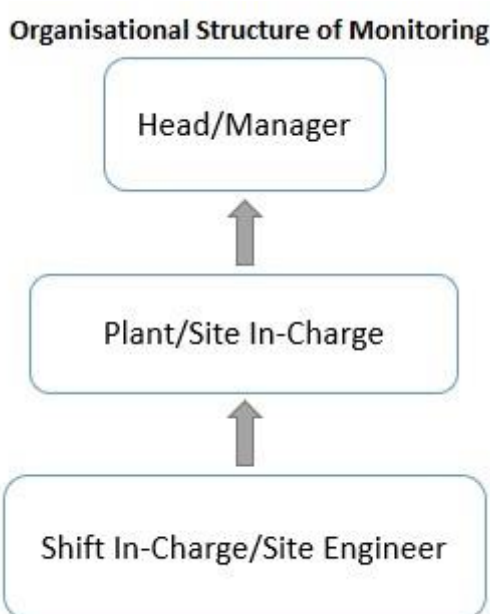 Organisational Structure of Monitoring
Head/Manager
Plant/Site In-Charge
Shift In-Charge/Site Engineer